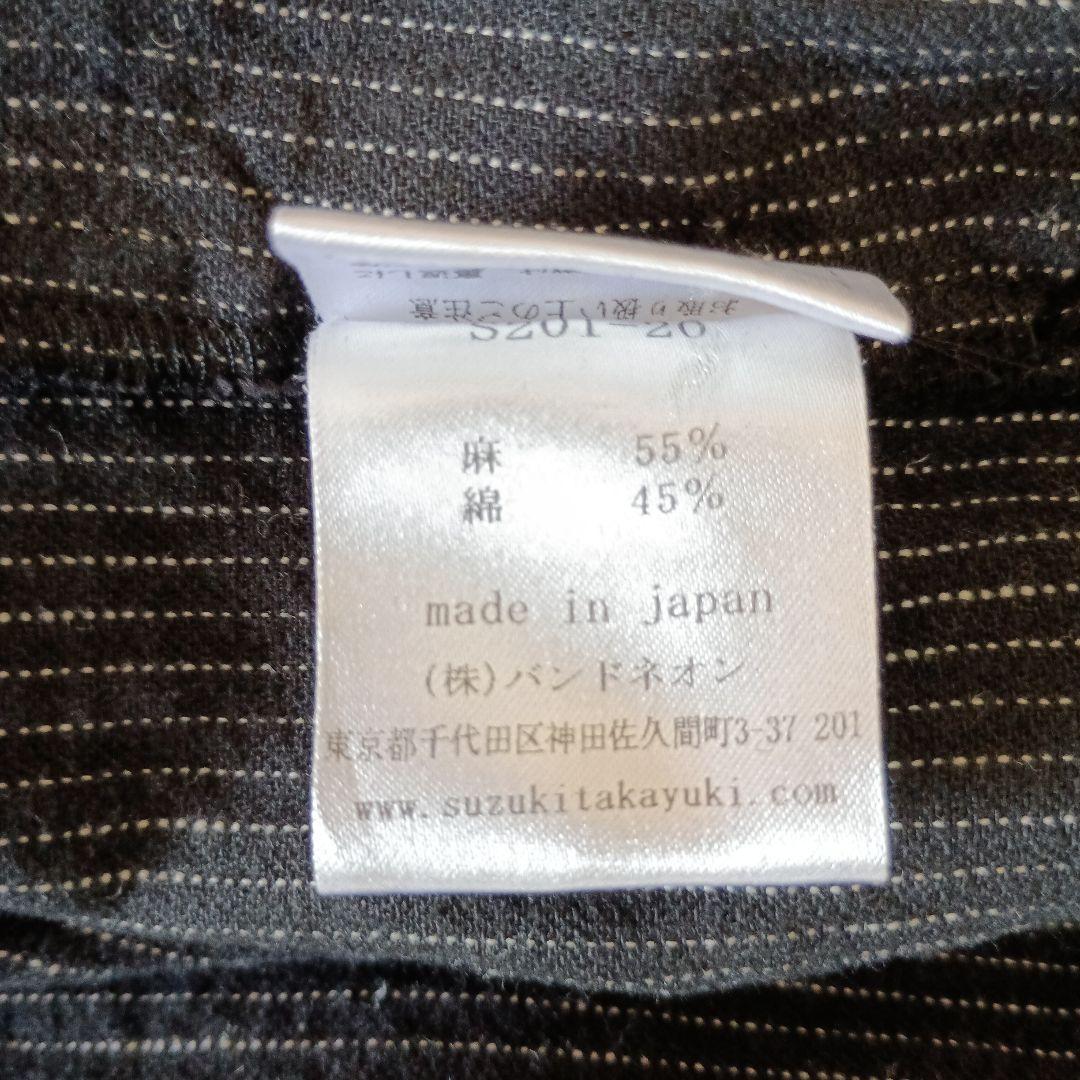 お取り扱い上のご注意
S201-26
麻 55%
綿 45%
made in japan
(株)バンドネオン
東京都千代田区神田佐久間町3-37 201
www.suzukitakayuki.com